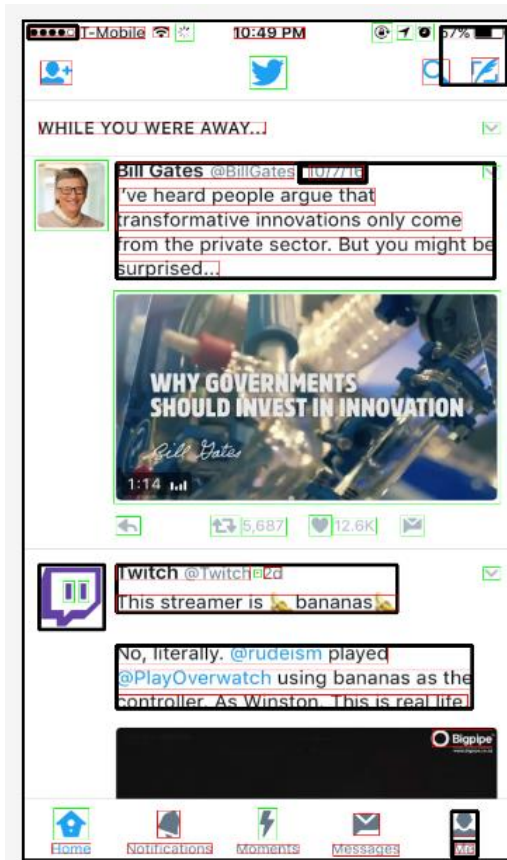 T-Mobile 10:49 PM 67%
WHILE YOU WERE AWAY...
Bill Gates @BillGates 10/7/16
I've heard people argue that
transformative innovations only come
from the private sector. But you might be
surprised...
WHY GOVERNMENTS
SHOULD INVEST IN INNOVATION
Bill Gates
1:14
5,687 12.6K
Twitch @Twitch 2d
This streamer is 🍌 bananas🍌
No, literally. @rudeism played
@PlayOverwatch using bananas as the
controller. As Winston. This is real life.
Bigpipe
Home Notifications Moments Messages Me